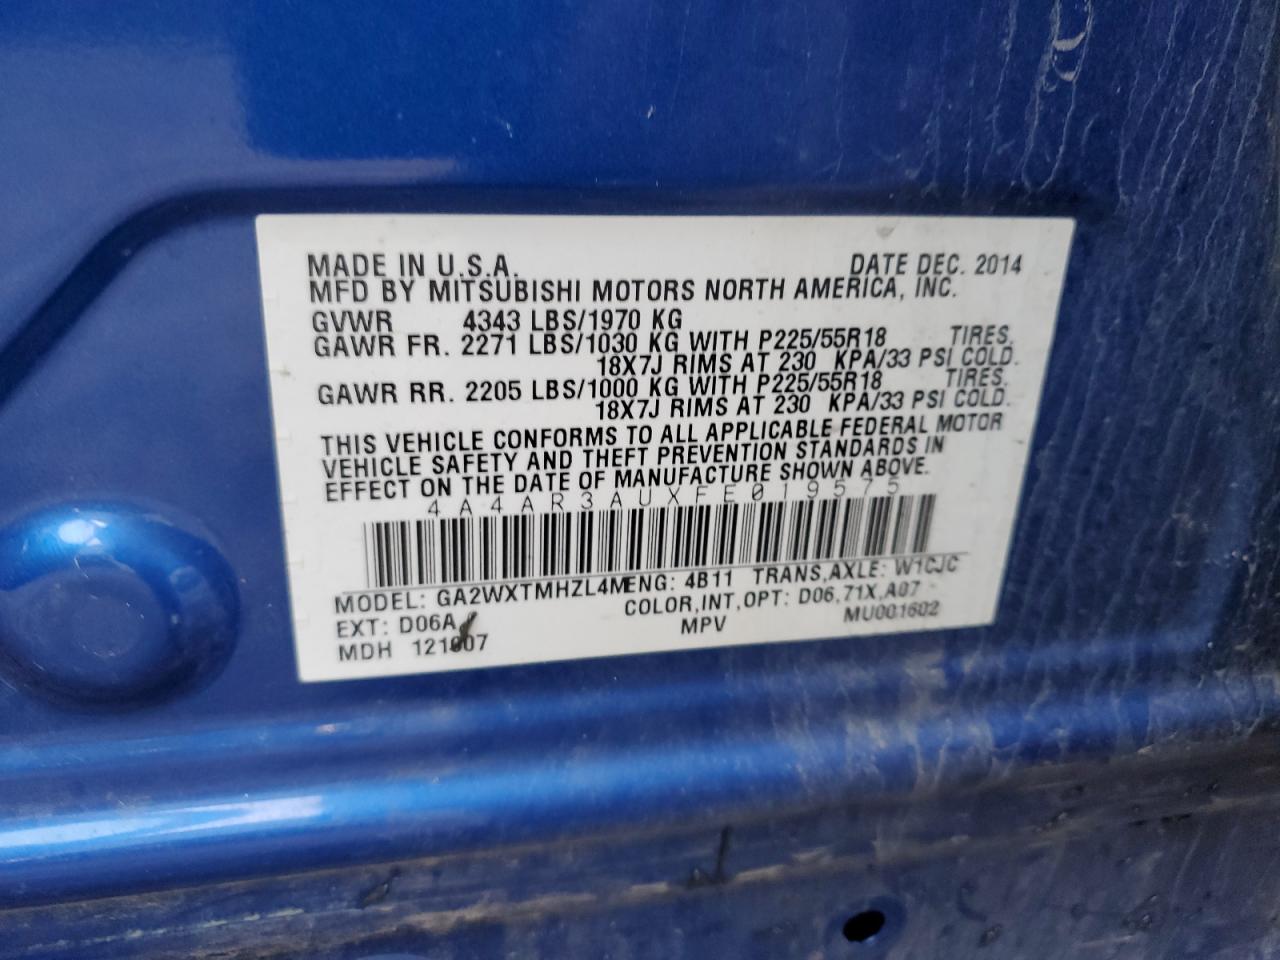 MADE IN U.S.A. DATE DEC. 2014
MFD BY MITSUBISHI MOTORS NORTH AMERICA, INC.
GVWR 4343 LBS/1970 KG
GAWR FR. 2271 LBS/1030 KG WITH P225/55R18 TIRES,
18X7J RIMS AT 230 KPA/33 PSI COLD.
GAWR RR. 2205 LBS/1000 KG WITH P225/55R18 TIRES,
18X7J RIMS AT 230 KPA/33 PSI COLD.
THIS VEHICLE CONFORMS TO ALL APPLICABLE FEDERAL MOTOR
VEHICLE SAFETY AND THEFT PREVENTION STANDARDS IN
EFFECT ON THE DATE OF MANUFACTURE SHOWN ABOVE.
4A4AR3AUXFE019575
MODEL: GA2WXTMHZL4M ENG: 4B11 TRANS,AXLE: W1CJC
EXT: D06A COLOR,INT,OPT: D06,71X,A07
MDH 121907 MPV MU001602